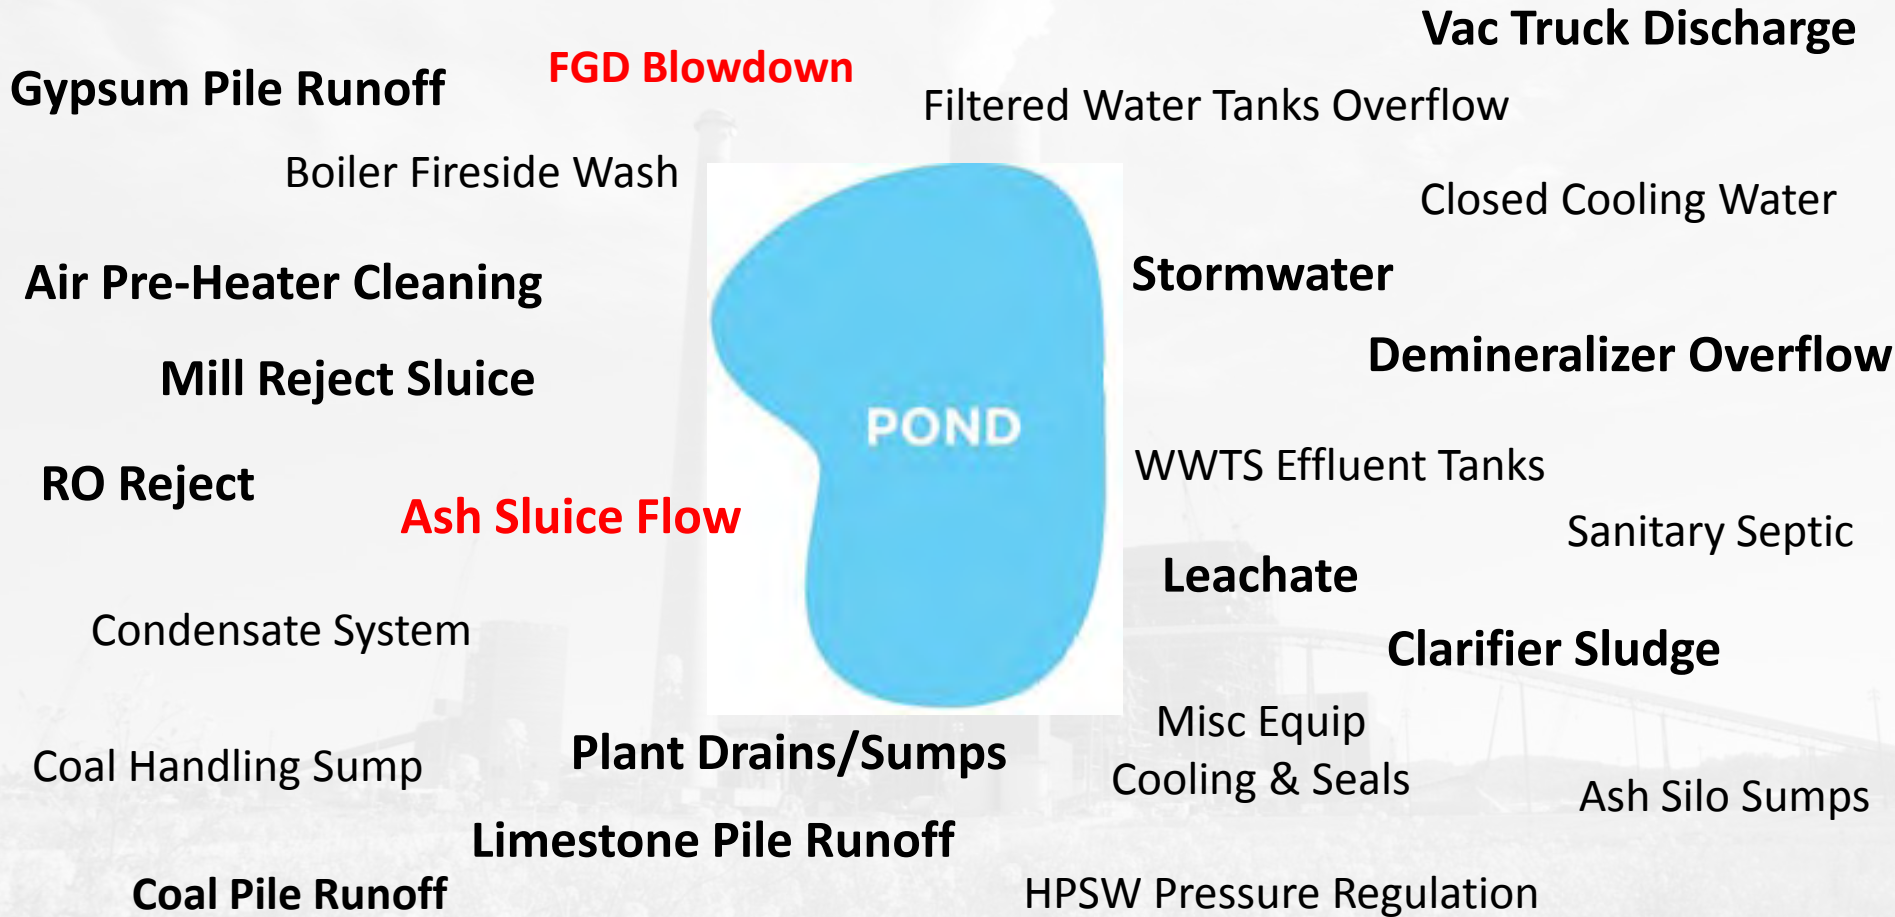 Vac Truck Discharge
FGD Blowdown
Gypsum Pile Runoff
Filtered Water Tanks Overflow
Boiler Fireside Wash
Closed Cooling Water
Air Pre-Heater Cleaning
Stormwater
Mill Reject Sluice
Demineralizer Overflow
POND
RO Reject
WWTS Effluent Tanks
Ash Sluice Flow
Sanitary Septic
Leachate
Condensate System
Clarifier Sludge
Misc Equip
Cooling & Seals
Plant Drains/Sumps
Coal Handling Sump
Ash Silo Sumps
Limestone Pile Runoff
Coal Pile Runoff
HPSW Pressure Regulation